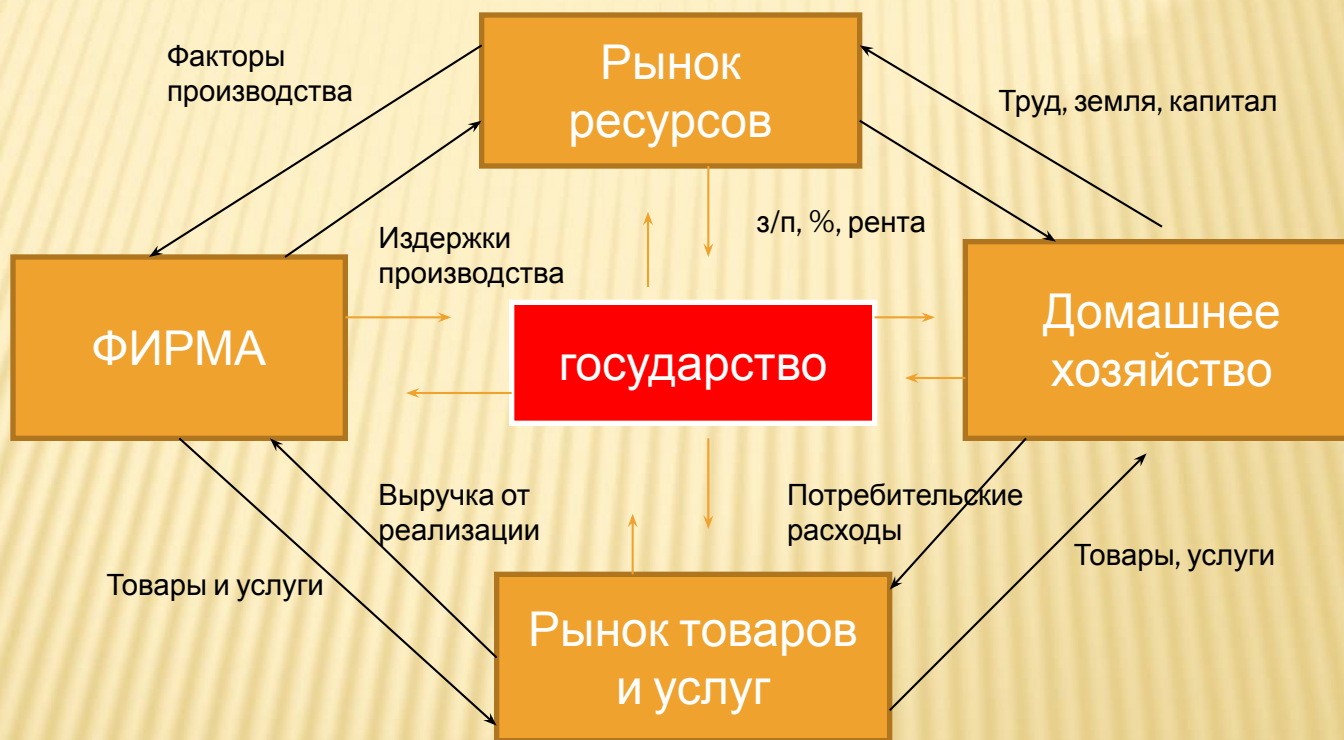 Факторы
производства
Рынок
ресурсов
Труд, земля, капитал
з/п, %, рента
Издержки
производства
ФИРМА
государство
Домашнее
хозяйство
Выручка от
реализации
Потребительские
расходы
Товары и услуги
Товары, услуги
Рынок товаров
и услуг